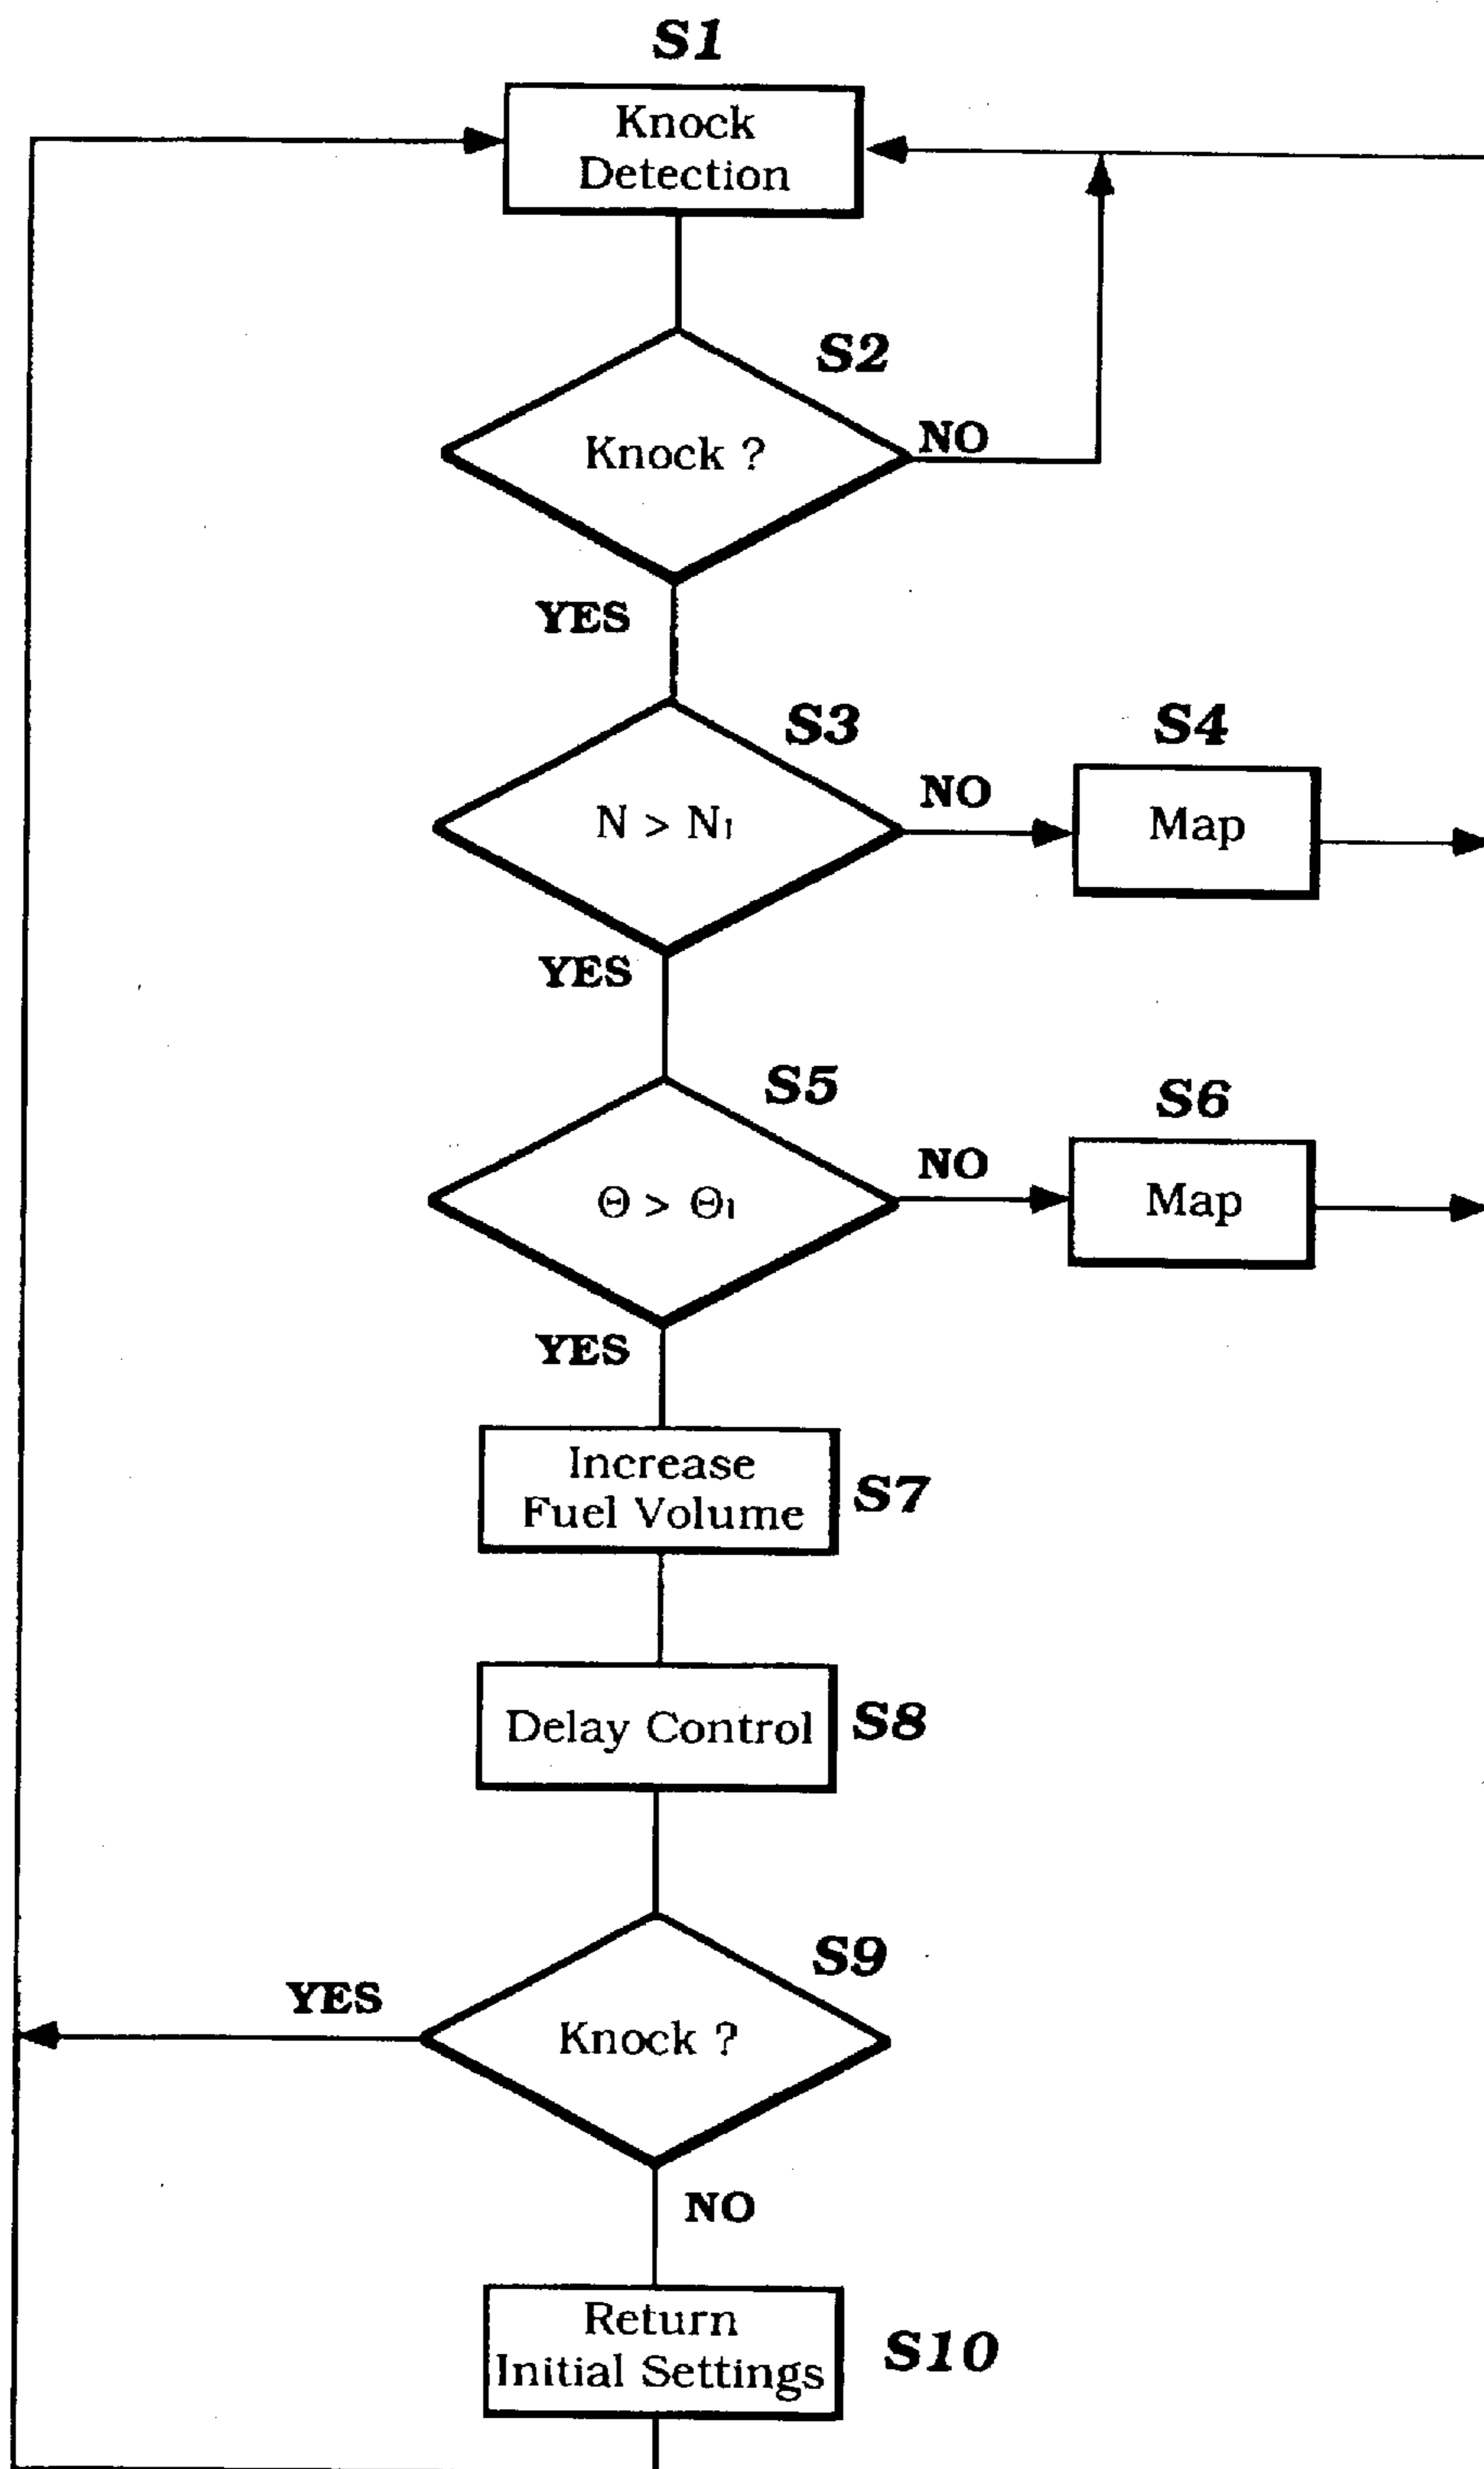 S1
Knock
Detection
S2
Knock ?
NO
YES
S3
N > N1
NO
S4
Map
YES
S5
Θ > Θ1
NO
S6
Map
YES
Increase
Fuel Volume
S7
Delay Control
S8
S9
YES
Knock ?
NO
Return
Initial Settings
S10